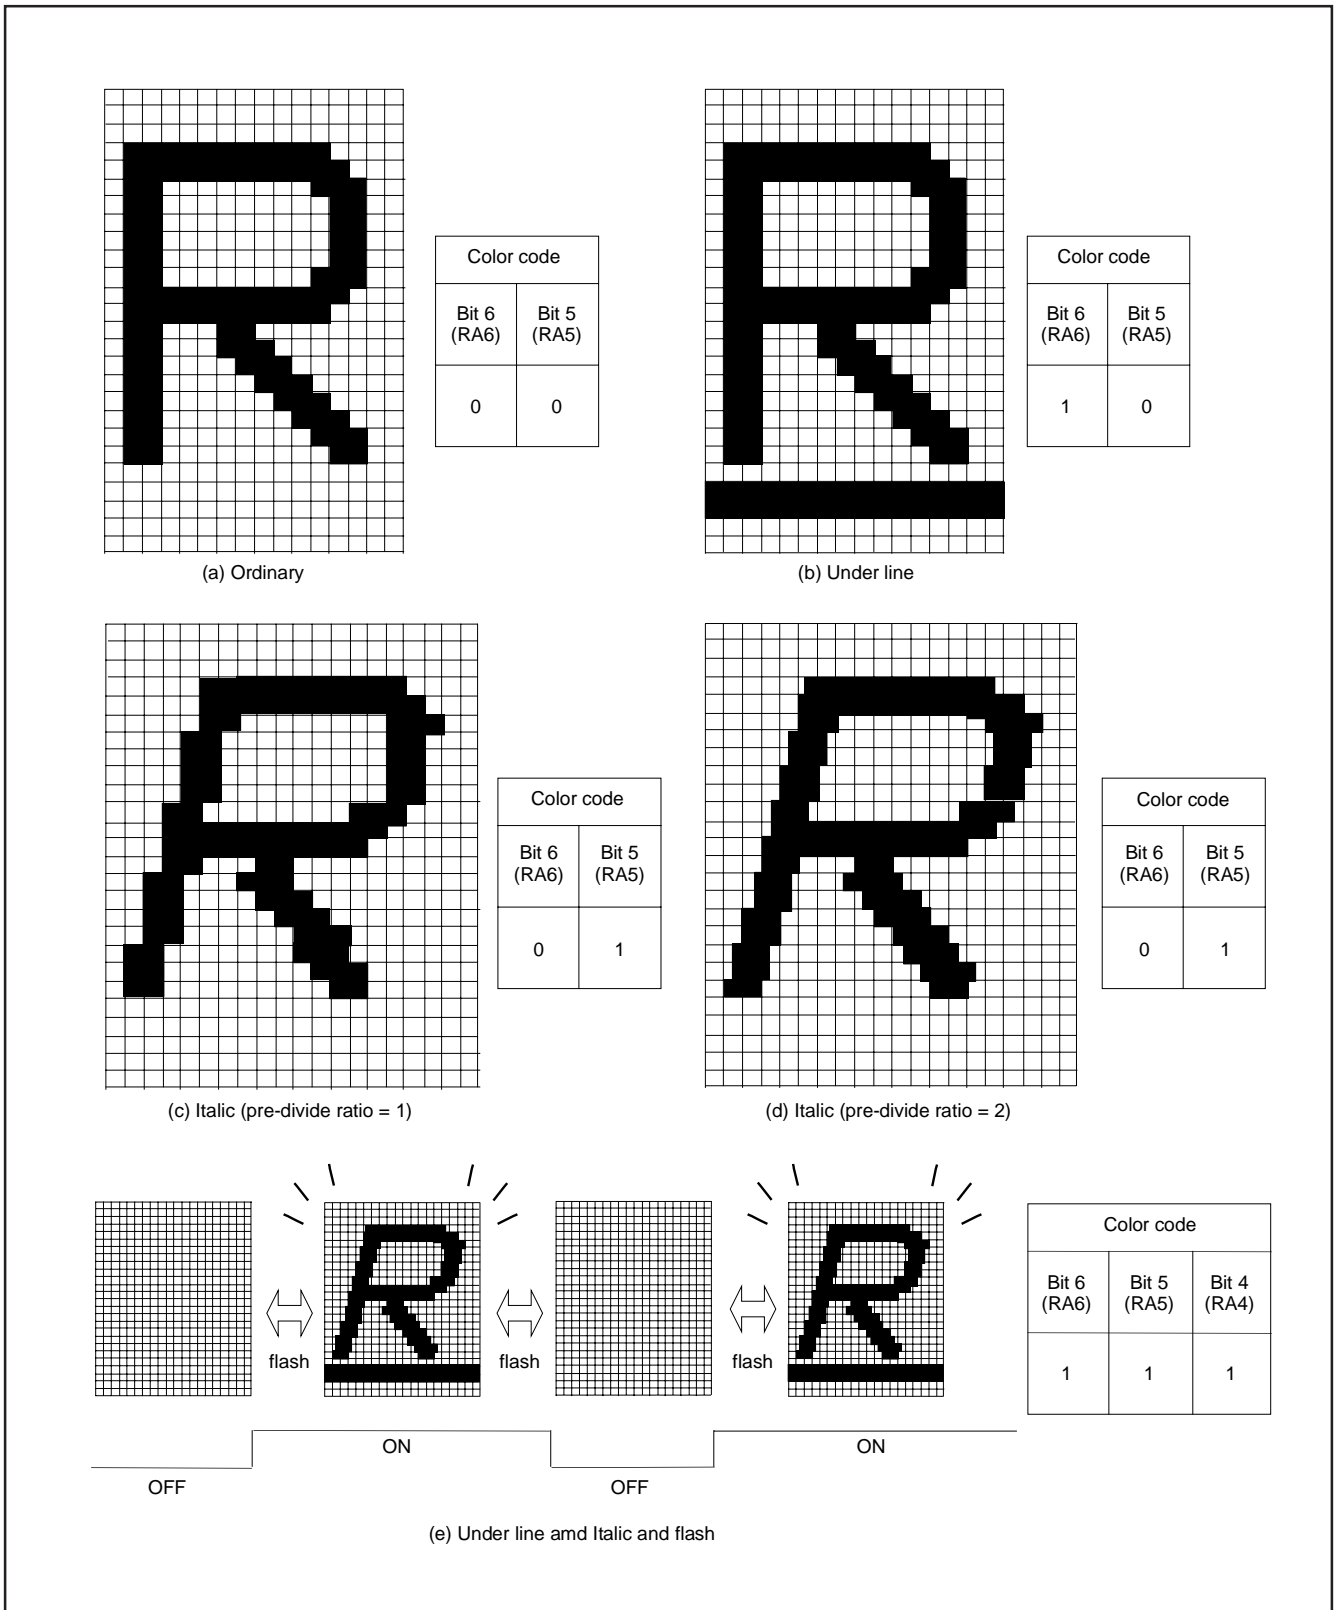 Color code
Bit 6 (RA6) Bit 5 (RA5)
0 0
(a) Ordinary
Color code
Bit 6 (RA6) Bit 5 (RA5)
1 0
(b) Under line
Color code
Bit 6 (RA6) Bit 5 (RA5)
0 1
(c) Italic (pre-divide ratio = 1)
Color code
Bit 6 (RA6) Bit 5 (RA5)
0 1
(d) Italic (pre-divide ratio = 2)
flash flash flash
Color code
Bit 6 (RA6) Bit 5 (RA5) Bit 4 (RA4)
1 1 1
OFF ON OFF ON
(e) Under line amd Italic and flash